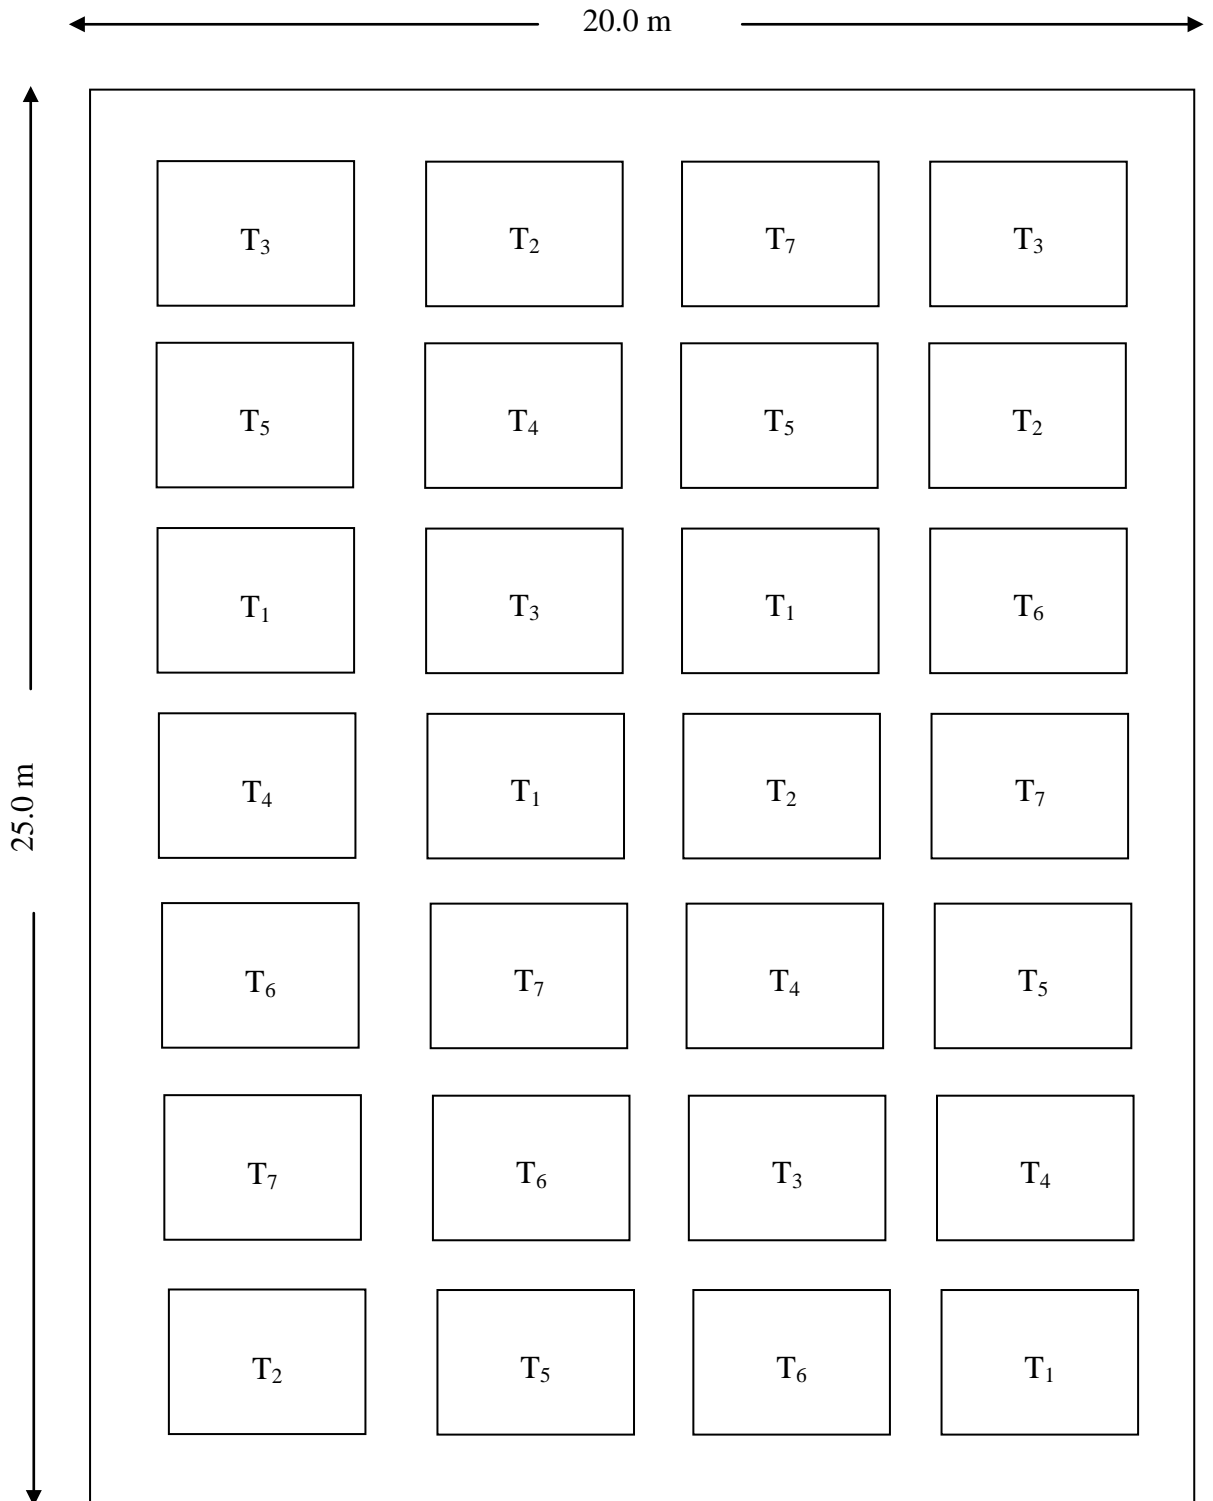 20.0 m
T₃ T₂ T₇ T₃
T₅ T₄ T₅ T₂
T₁ T₃ T₁ T₆
T₄ T₁ T₂ T₇
25.0 m
T₆ T₇ T₄ T₅
T₇ T₆ T₃ T₄
T₂ T₅ T₆ T₁